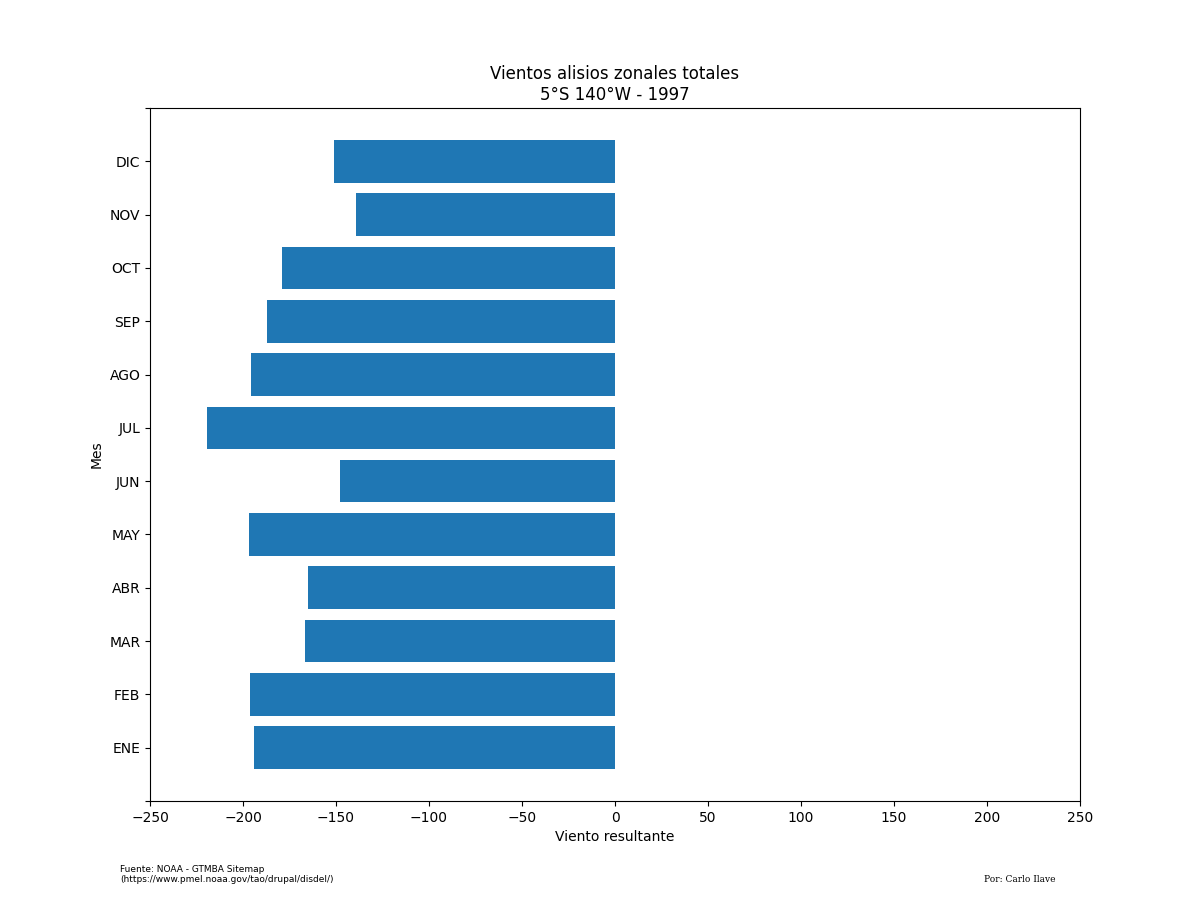 Vientos alisios zonales totales
5°S 140°W - 1997
DIC
NOV
OCT
SEP
AGO
JUL
JUN
MAY
ABR
MAR
FEB
ENE
Mes
−250 −200 −150 −100 −50 0 50 100 150 200 250
Viento resultante
Fuente: NOAA - GTMBA Sitemap
(https://www.pmel.noaa.gov/tao/drupal/disdel/)
Por: Carlo Ilave